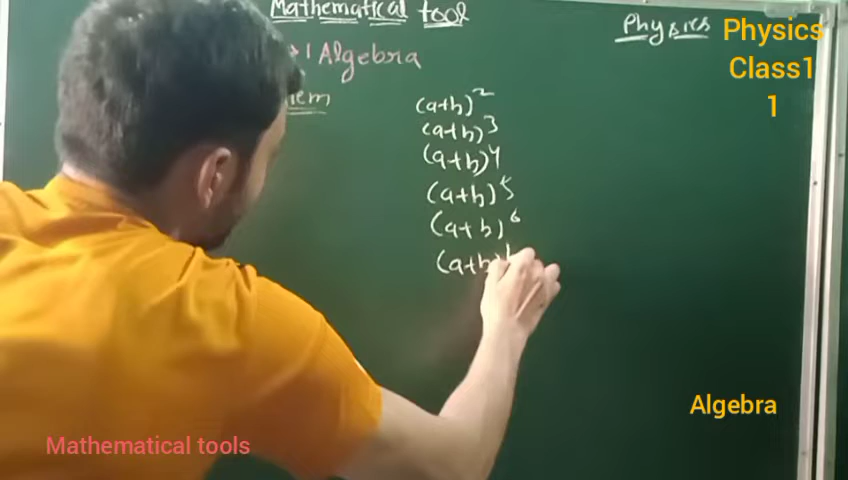 Mathematical tool
Physics
Physics
Class1
1
1 Algebra
(a+b)²
(a+b)³
(a+b)4
(a+b)5
(a+b)6
(a+b)
Algebra
Mathematical tools